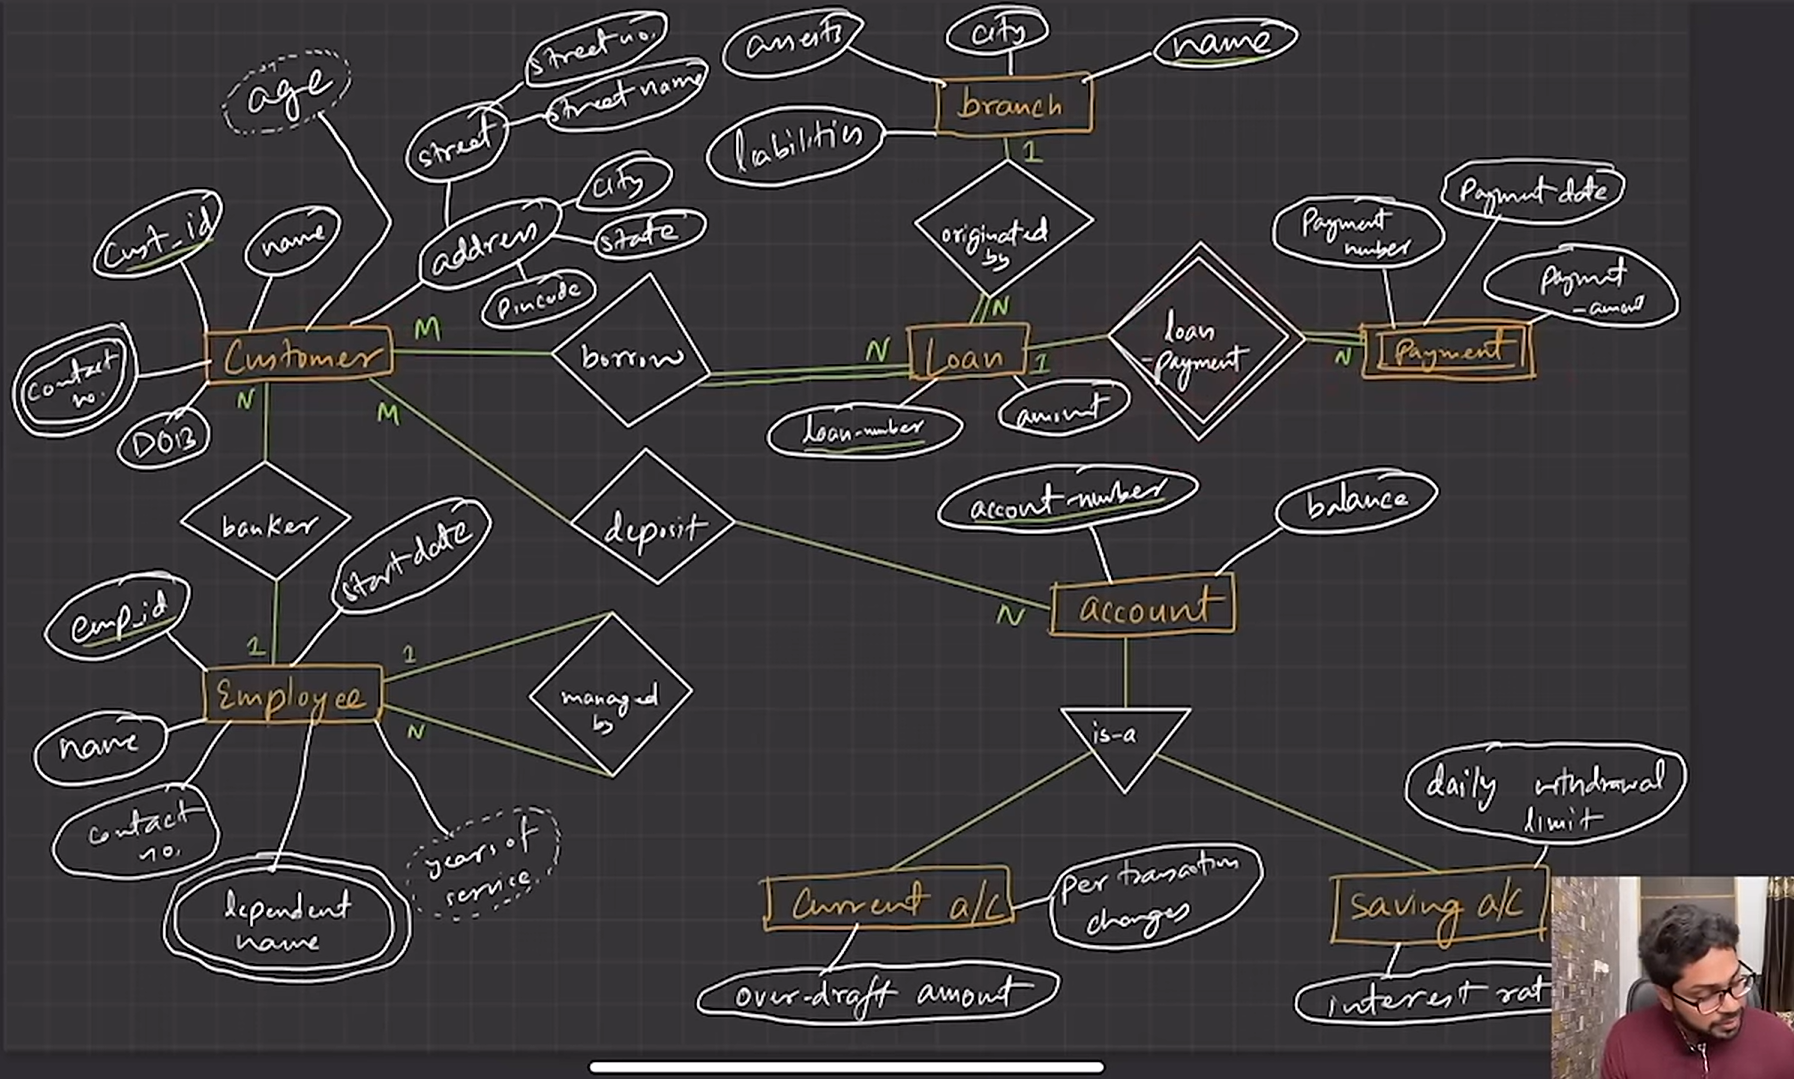 street no.
assets
city
name
age
street name
branch
street
liabilities
1
city
Payment date
Cust_id
name
address
state
originated
by
Payment
number
Paymnt
-amont
Pincode
M
N
Customer
borrow
N
Loan
1
loan
-payment
N
Payment
Contact
no.
N
M
amount
DOB
loan-number
account-number
balance
banker
start date
deposit
emp_id
N
account
1
1
Employee
managed
by
N
name
is-a
daily withdrawal
limit
Contact
no.
years of
service
per transaction
changes
Current a/c
saving a/c
dependent
name
over-draft amount
interest rat